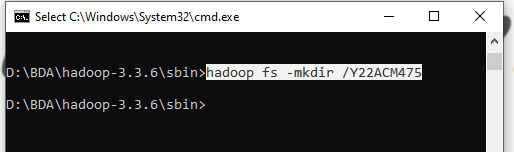 Select C:\Windows\System32\cmd.exe
D:\BDA\hadoop-3.3.6\sbin>hadoop fs -mkdir /Y22ACM475
D:\BDA\hadoop-3.3.6\sbin>